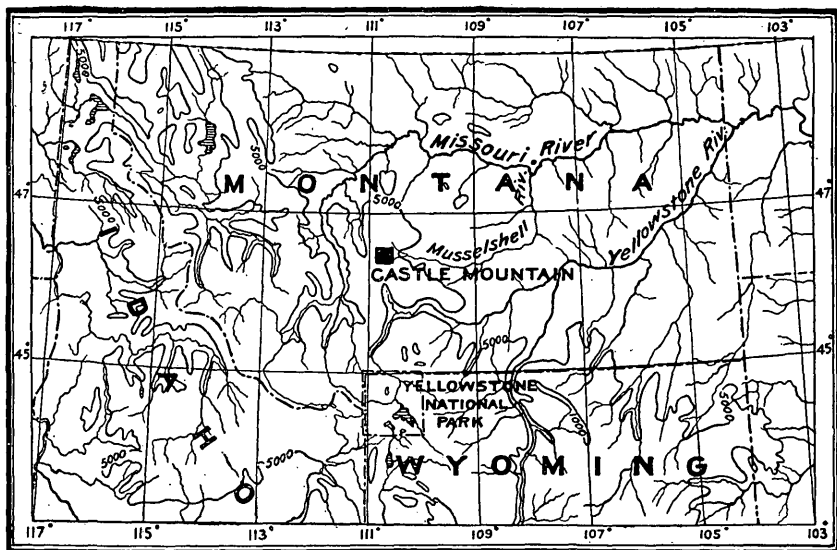 117° 115° 113° 111° 109° 107° 105° 103°
5000
5000
Missouri River
Yellowstone Riv.
MONTANA
Riv.
47° 47°
5000
5000
Musselshell
CASTLE MOUNTAIN
IDAHO
5000
45° 45°
YELLOWSTONE
NATIONAL
PARK
5000
WYOMING
5000
5000
117° 115° 113° 111° 109° 107° 105° 103°